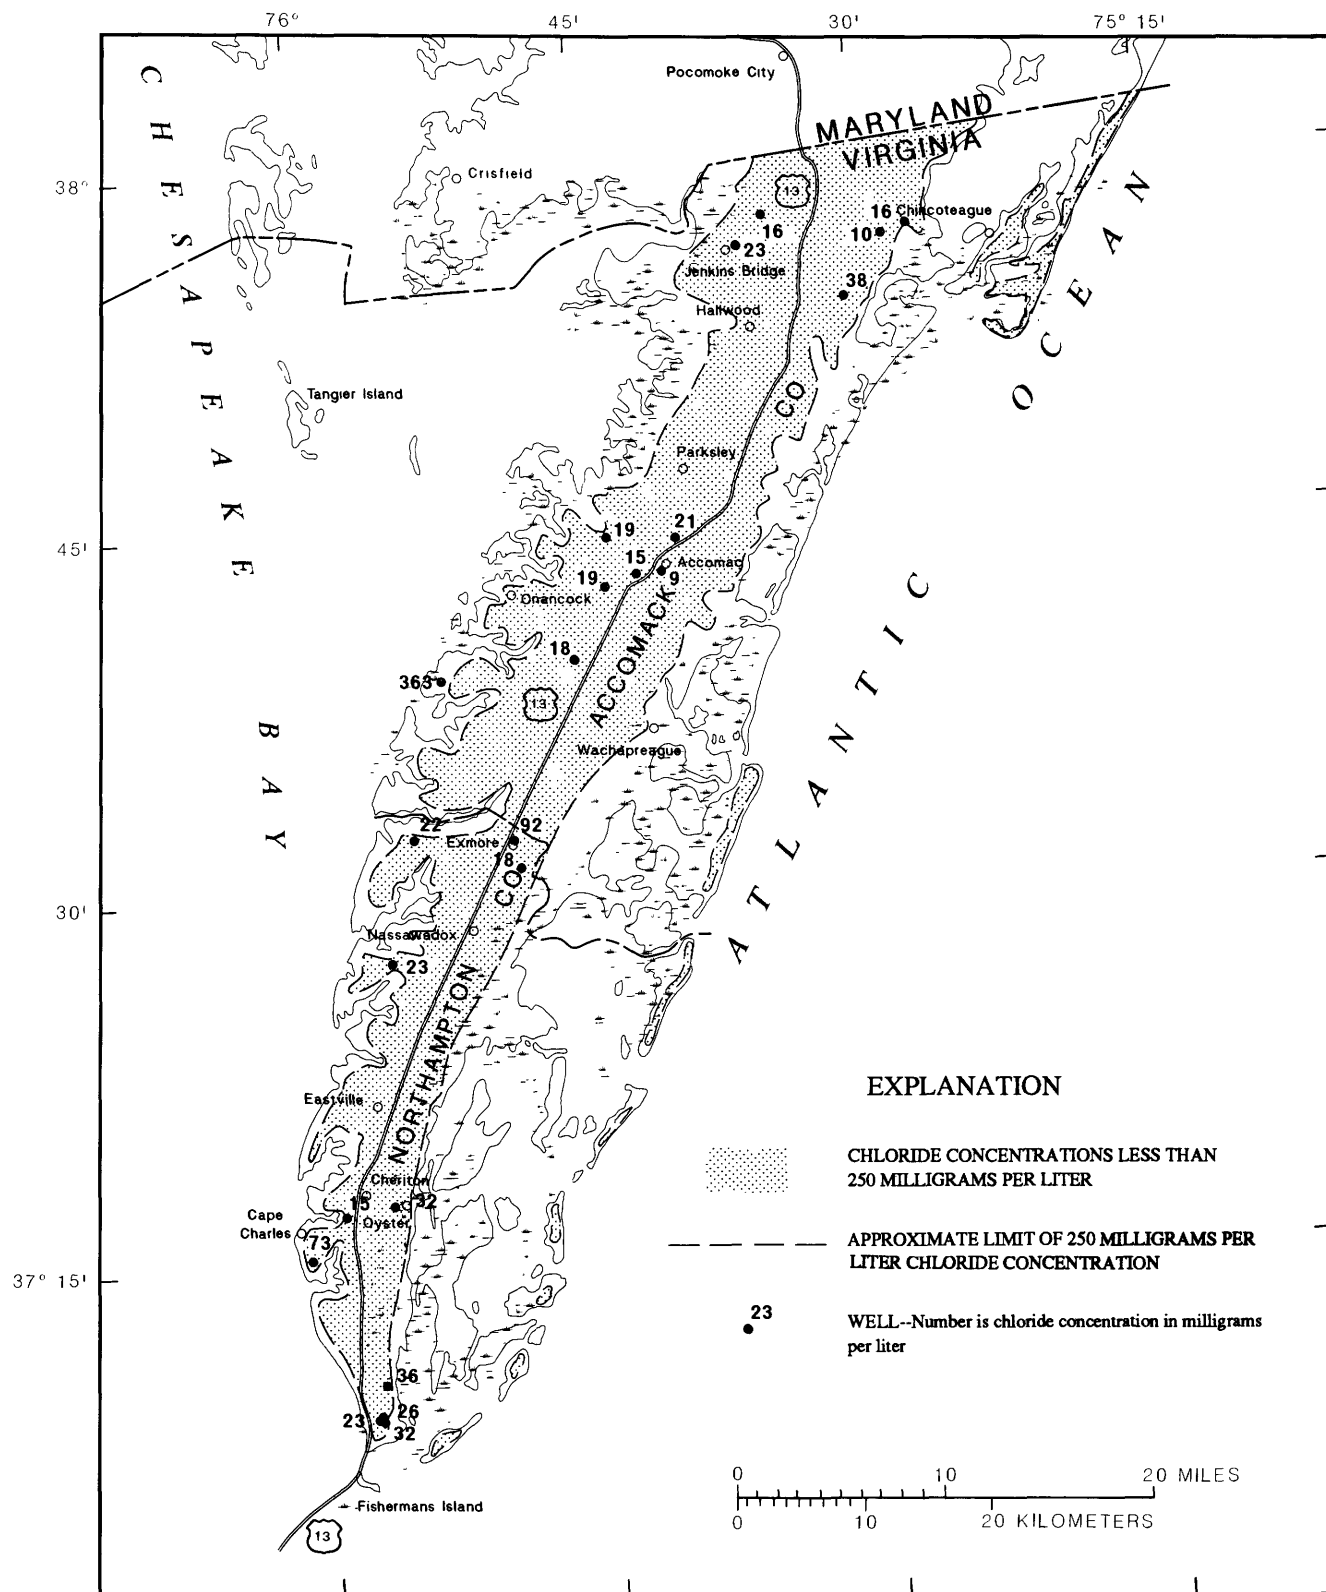 76° 45' 30' 75° 15'
Pocomoke City
MARYLAND
VIRGINIA
CHESAPEAKE BAY
Crisfield
38°
13
16
16 Chincoteague
10
23
Jenkins Bridge
38
Hallwood
ATLANTIC OCEAN
Tangier Island
CO
Parksley
19
21
45'
15
Accomac
19
9
Onancock
ACCOMACK
18
363
13
Wachapreague
22
92
Exmore
18
CO
30'
Nassawadox
23
NORTHAMPTON
EXPLANATION
Eastville
CHLORIDE CONCENTRATIONS LESS THAN
250 MILLIGRAMS PER LITER
Cheriton
15
32
Cape
Charles
Oyster
73
APPROXIMATE LIMIT OF 250 MILLIGRAMS PER
LITER CHLORIDE CONCENTRATION
37° 15'
23
WELL--Number is chloride concentration in milligrams
per liter
36
26
23
32
0 10 20 MILES
0 10 20 KILOMETERS
Fishermans Island
13